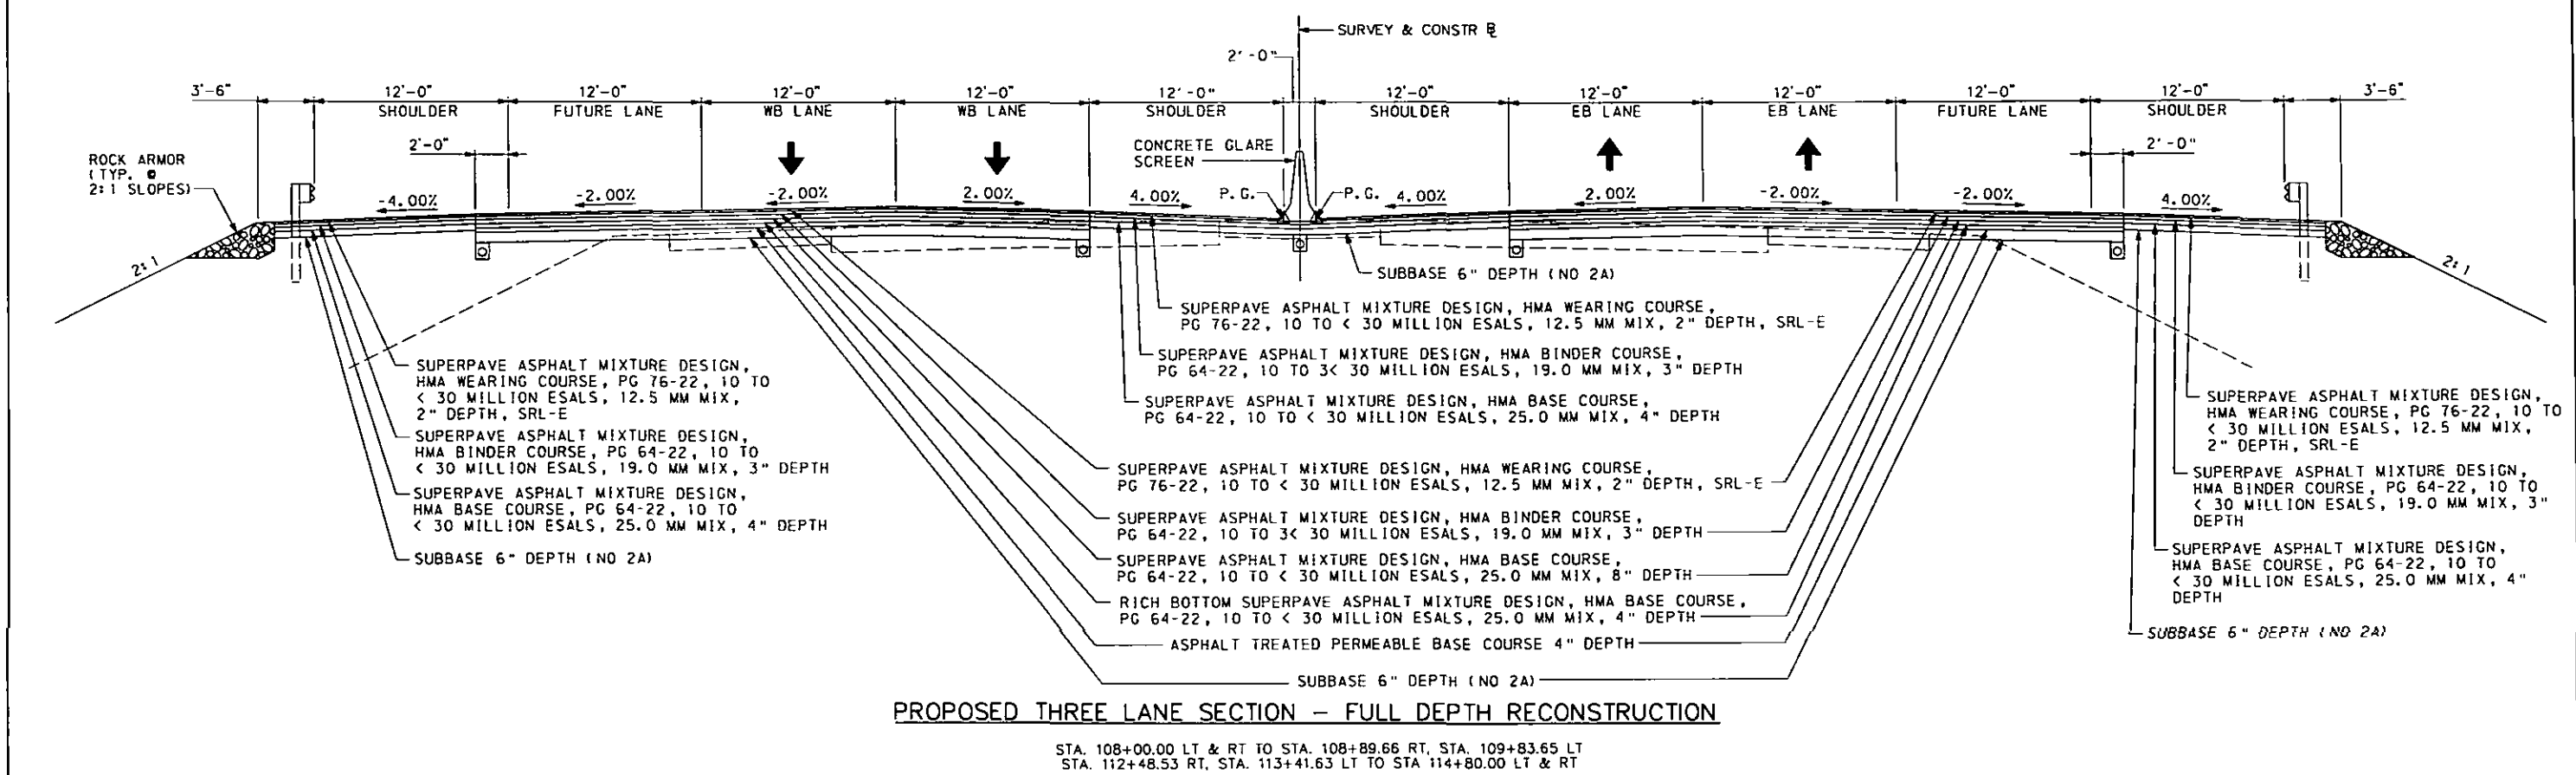 SURVEY & CONSTR BL
2'-0"
3'-6"
12'-0"
12'-0"
12'-0"
12'-0"
12'-0"
12'-0"
12'-0"
12'-0"
12'-0"
12'-0"
3'-6"
SHOULDER
FUTURE LANE
WB LANE
WB LANE
SHOULDER
SHOULDER
EB LANE
EB LANE
FUTURE LANE
SHOULDER
2'-0"
2'-0"
CONCRETE GLARE
SCREEN
ROCK ARMOR
(TYP. @
2:1 SLOPES)
-4.00%
-2.00%
-2.00%
2.00%
4.00%
P.G.
P.G.
4.00%
2.00%
-2.00%
-2.00%
4.00%
2:1
2:1
SUBBASE 6" DEPTH (NO 2A)
SUPERPAVE ASPHALT MIXTURE DESIGN, HMA WEARING COURSE,
PG 76-22, 10 TO < 30 MILLION ESALS, 12.5 MM MIX, 2" DEPTH, SRL-E
SUPERPAVE ASPHALT MIXTURE DESIGN, HMA BINDER COURSE,
PG 64-22, 10 TO 3< 30 MILLION ESALS, 19.0 MM MIX, 3" DEPTH
SUPERPAVE ASPHALT MIXTURE DESIGN, HMA BASE COURSE,
PG 64-22, 10 TO < 30 MILLION ESALS, 25.0 MM MIX, 4" DEPTH
SUPERPAVE ASPHALT MIXTURE DESIGN,
HMA WEARING COURSE, PG 76-22, 10 TO
< 30 MILLION ESALS, 12.5 MM MIX,
2" DEPTH, SRL-E
SUPERPAVE ASPHALT MIXTURE DESIGN,
HMA BINDER COURSE, PG 64-22, 10 TO
< 30 MILLION ESALS, 19.0 MM MIX, 3" DEPTH
SUPERPAVE ASPHALT MIXTURE DESIGN,
HMA BASE COURSE, PG 64-22, 10 TO
< 30 MILLION ESALS, 25.0 MM MIX, 4" DEPTH
SUBBASE 6" DEPTH (NO 2A)
SUPERPAVE ASPHALT MIXTURE DESIGN, HMA WEARING COURSE,
PG 76-22, 10 TO < 30 MILLION ESALS, 12.5 MM MIX, 2" DEPTH, SRL-E
SUPERPAVE ASPHALT MIXTURE DESIGN, HMA BINDER COURSE,
PG 64-22, 10 TO 3< 30 MILLION ESALS, 19.0 MM MIX, 3" DEPTH
SUPERPAVE ASPHALT MIXTURE DESIGN, HMA BASE COURSE,
PG 64-22, 10 TO < 30 MILLION ESALS, 25.0 MM MIX, 8" DEPTH
RICH BOTTOM SUPERPAVE ASPHALT MIXTURE DESIGN, HMA BASE COURSE,
PG 64-22, 10 TO < 30 MILLION ESALS, 25.0 MM MIX, 4" DEPTH
ASPHALT TREATED PERMEABLE BASE COURSE 4" DEPTH
SUBBASE 6" DEPTH (NO 2A)
SUPERPAVE ASPHALT MIXTURE DESIGN,
HMA WEARING COURSE, PG 76-22, 10 TO
< 30 MILLION ESALS, 12.5 MM MIX,
2" DEPTH, SRL-E
SUPERPAVE ASPHALT MIXTURE DESIGN,
HMA BINDER COURSE, PG 64-22, 10 TO
< 30 MILLION ESALS, 19.0 MM MIX, 3"
DEPTH
SUPERPAVE ASPHALT MIXTURE DESIGN,
HMA BASE COURSE, PG 64-22, 10 TO
< 30 MILLION ESALS, 25.0 MM MIX, 4"
DEPTH
SUBBASE 6" DEPTH (NO 2A)
PROPOSED THREE LANE SECTION - FULL DEPTH RECONSTRUCTION
STA. 108+00.00 LT & RT TO STA. 108+89.66 RT, STA. 109+83.65 LT
STA. 112+48.53 RT, STA. 113+41.63 LT TO STA 114+80.00 LT & RT